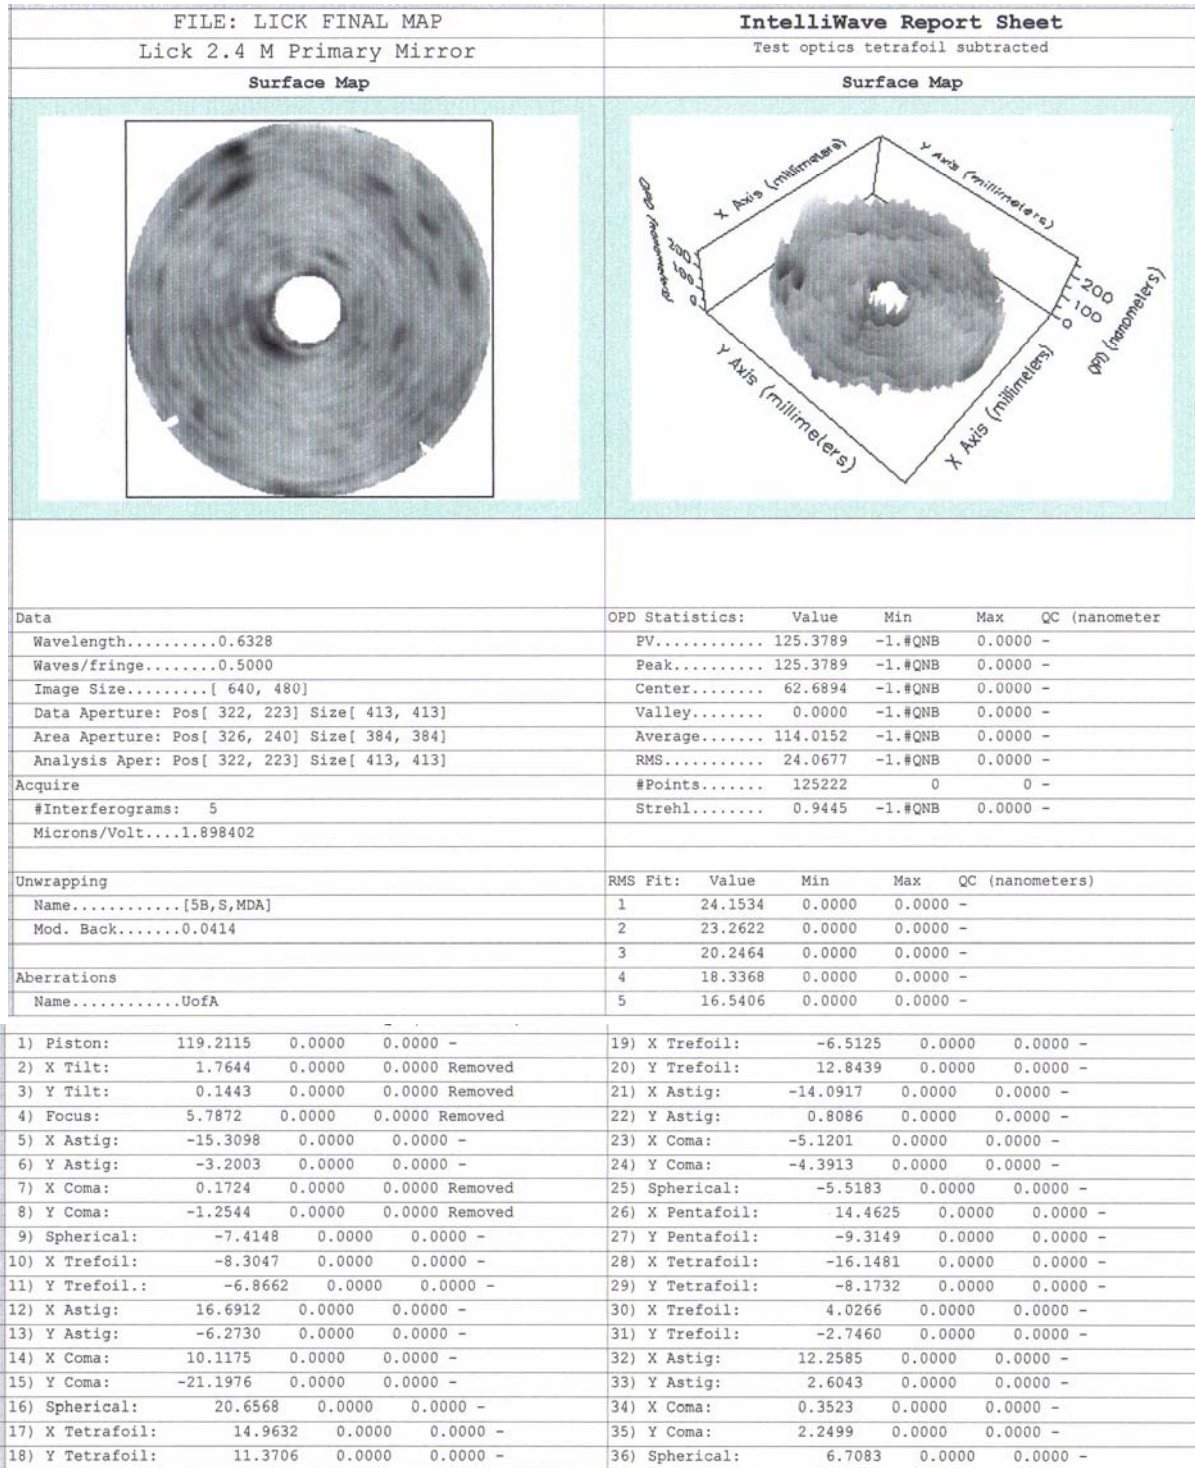 FILE: LICK FINAL MAP
Lick 2.4 M Primary Mirror
Surface Map
IntelliWave Report Sheet
Test optics tetrafoil subtracted
Surface Map
X Axis (millimeters)
Y Axis (millimeters)
OPD (nanometers)
200
100
0
200
100
0
OPD (nanometers)
Y Axis (millimeters)
X Axis (millimeters)
Data
Wavelength..........0.6328
Waves/fringe........0.5000
Image Size.........[ 640, 480]
Data Aperture: Pos[ 322, 223] Size[ 413, 413]
Area Aperture: Pos[ 326, 240] Size[ 384, 384]
Analysis Aper: Pos[ 322, 223] Size[ 413, 413]
Acquire
#Interferograms: 5
Microns/Volt....1.898402
Unwrapping
Name............[5B,S,MDA]
Mod. Back.......0.0414
Aberrations
Name............UofA
OPD Statistics: Value Min Max QC (nanometer
PV............ 125.3789 -1.#QNB 0.0000 -
Peak.......... 125.3789 -1.#QNB 0.0000 -
Center........ 62.6894 -1.#QNB 0.0000 -
Valley........ 0.0000 -1.#QNB 0.0000 -
Average....... 114.0152 -1.#QNB 0.0000 -
RMS........... 24.0677 -1.#QNB 0.0000 -
#Points....... 125222 0 0 -
Strehl........ 0.9445 -1.#QNB 0.0000 -
RMS Fit: Value Min Max QC (nanometers)
1 24.1534 0.0000 0.0000 -
2 23.2622 0.0000 0.0000 -
3 20.2464 0.0000 0.0000 -
4 18.3368 0.0000 0.0000 -
5 16.5406 0.0000 0.0000 -
1) Piston: 119.2115 0.0000 0.0000 -
2) X Tilt: 1.7644 0.0000 0.0000 Removed
3) Y Tilt: 0.1443 0.0000 0.0000 Removed
4) Focus: 5.7872 0.0000 0.0000 Removed
5) X Astig: -15.3098 0.0000 0.0000 -
6) Y Astig: -3.2003 0.0000 0.0000 -
7) X Coma: 0.1724 0.0000 0.0000 Removed
8) Y Coma: -1.2544 0.0000 0.0000 Removed
9) Spherical: -7.4148 0.0000 0.0000 -
10) X Trefoil: -8.3047 0.0000 0.0000 -
11) Y Trefoil.: -6.8662 0.0000 0.0000 -
12) X Astig: 16.6912 0.0000 0.0000 -
13) Y Astig: -6.2730 0.0000 0.0000 -
14) X Coma: 10.1175 0.0000 0.0000 -
15) Y Coma: -21.1976 0.0000 0.0000 -
16) Spherical: 20.6568 0.0000 0.0000 -
17) X Tetrafoil: 14.9632 0.0000 0.0000 -
18) Y Tetrafoil: 11.3706 0.0000 0.0000 -
19) X Trefoil: -6.5125 0.0000 0.0000 -
20) Y Trefoil: 12.8439 0.0000 0.0000 -
21) X Astig: -14.0917 0.0000 0.0000 -
22) Y Astig: 0.8086 0.0000 0.0000 -
23) X Coma: -5.1201 0.0000 0.0000 -
24) Y Coma: -4.3913 0.0000 0.0000 -
25) Spherical: -5.5183 0.0000 0.0000 -
26) X Pentafoil: 14.4625 0.0000 0.0000 -
27) Y Pentafoil: -9.3149 0.0000 0.0000 -
28) X Tetrafoil: -16.1481 0.0000 0.0000 -
29) Y Tetrafoil: -8.1732 0.0000 0.0000 -
30) X Trefoil: 4.0266 0.0000 0.0000 -
31) Y Trefoil: -2.7460 0.0000 0.0000 -
32) X Astig: 12.2585 0.0000 0.0000 -
33) Y Astig: 2.6043 0.0000 0.0000 -
34) X Coma: 0.3523 0.0000 0.0000 -
35) Y Coma: 2.2499 0.0000 0.0000 -
36) Spherical: 6.7083 0.0000 0.0000 -